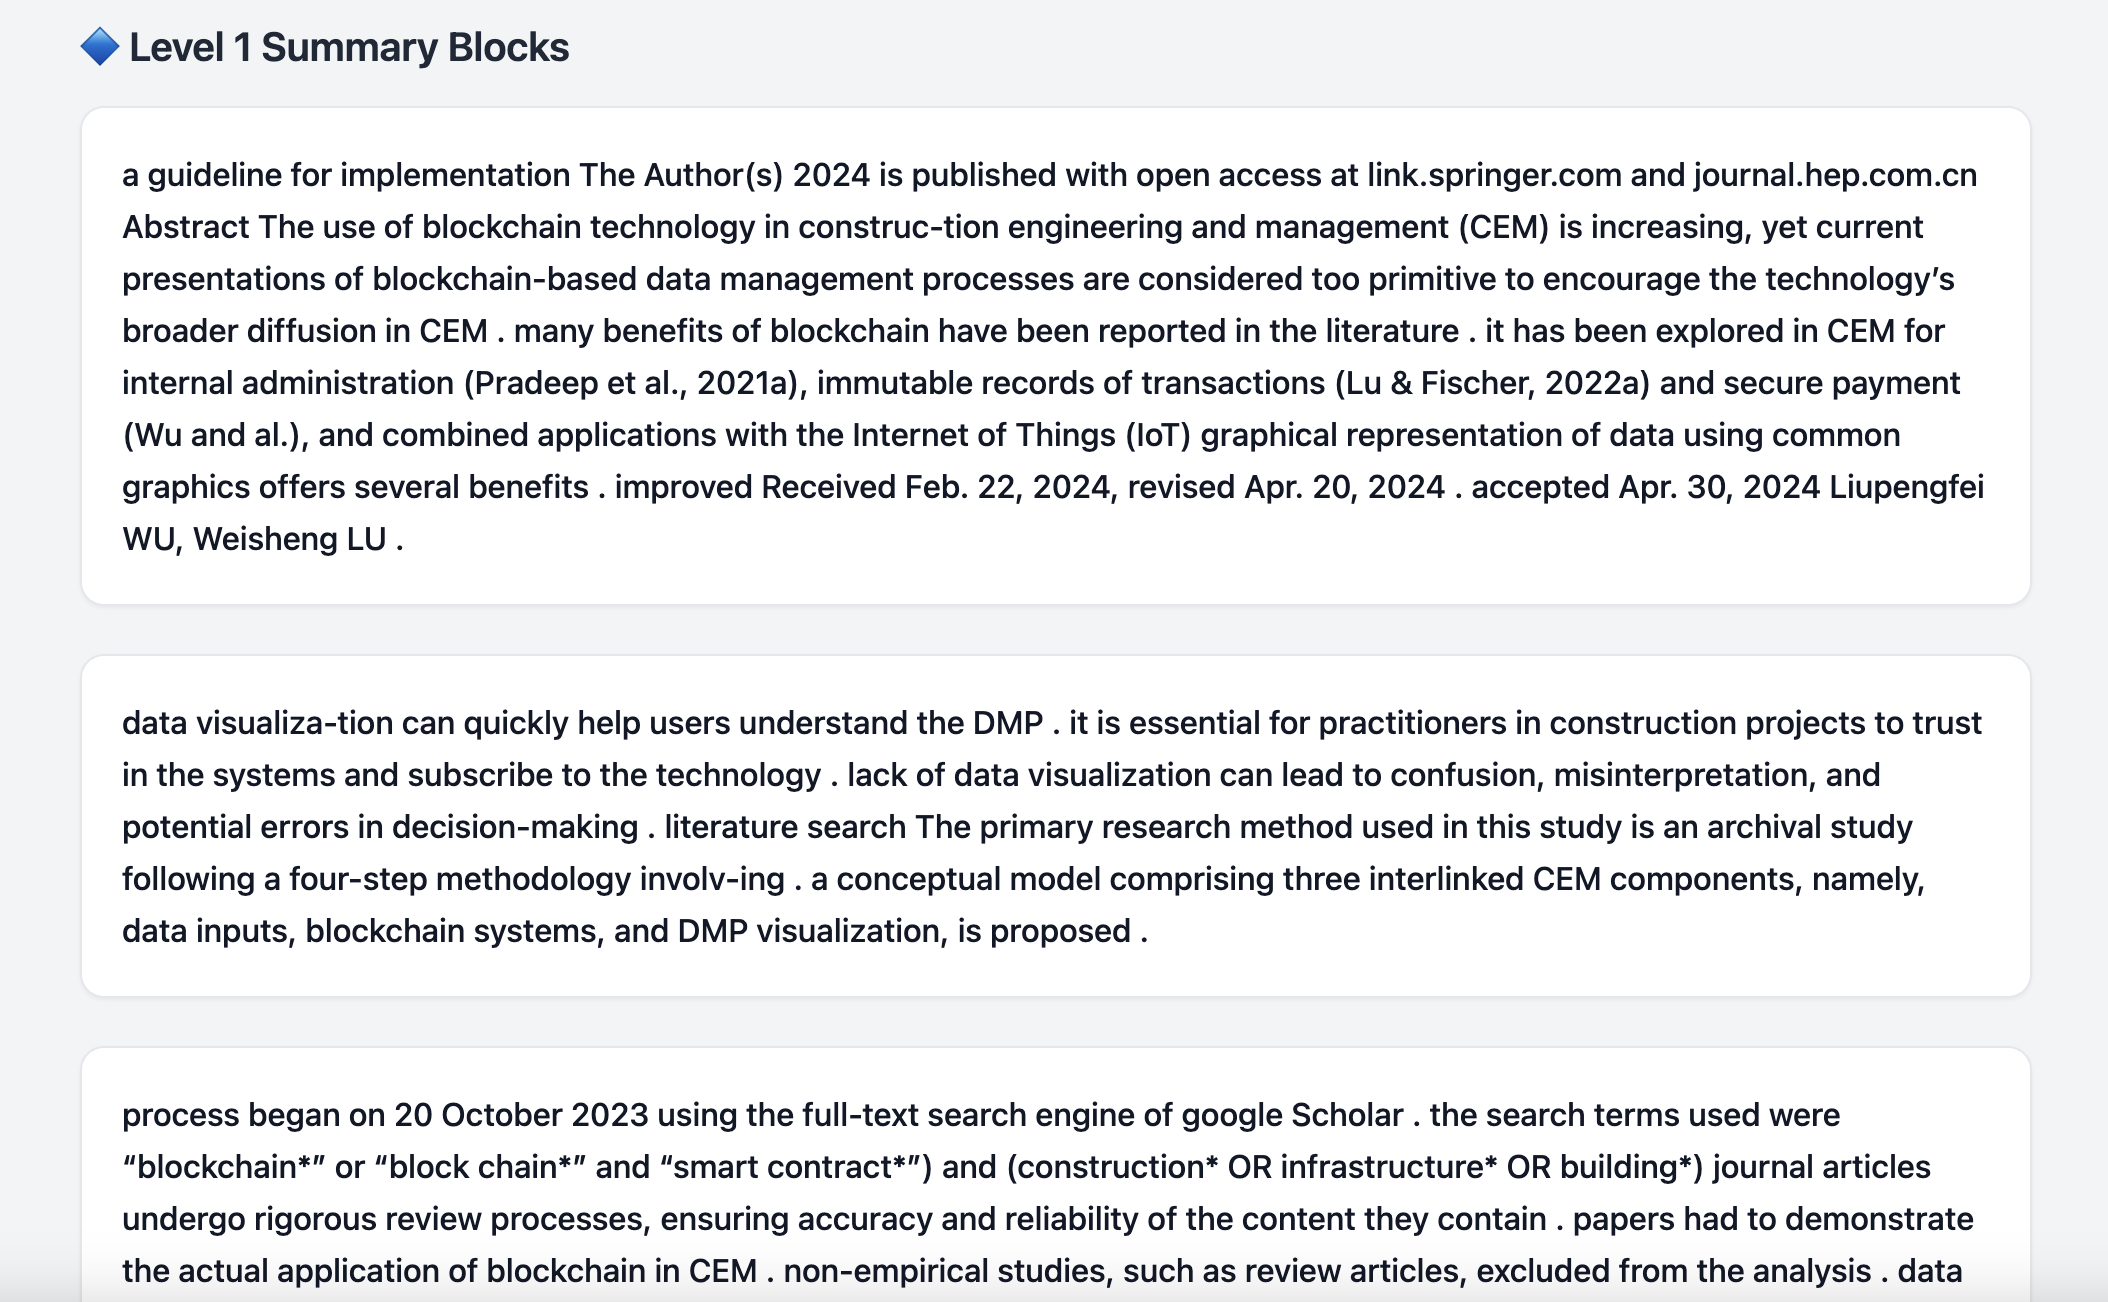 Level 1 Summary Blocks
a guideline for implementation The Author(s) 2024 is published with open access at link.springer.com and journal.hep.com.cn
Abstract The use of blockchain technology in construc-tion engineering and management (CEM) is increasing, yet current
presentations of blockchain-based data management processes are considered too primitive to encourage the technology’s
broader diffusion in CEM . many benefits of blockchain have been reported in the literature . it has been explored in CEM for
internal administration (Pradeep et al., 2021a), immutable records of transactions (Lu & Fischer, 2022a) and secure payment
(Wu and al.), and combined applications with the Internet of Things (IoT) graphical representation of data using common
graphics offers several benefits . improved Received Feb. 22, 2024, revised Apr. 20, 2024 . accepted Apr. 30, 2024 Liupengfei
WU, Weisheng LU .
data visualiza-tion can quickly help users understand the DMP . it is essential for practitioners in construction projects to trust
in the systems and subscribe to the technology . lack of data visualization can lead to confusion, misinterpretation, and
potential errors in decision-making . literature search The primary research method used in this study is an archival study
following a four-step methodology involv-ing . a conceptual model comprising three interlinked CEM components, namely,
data inputs, blockchain systems, and DMP visualization, is proposed .
process began on 20 October 2023 using the full-text search engine of google Scholar . the search terms used were
“blockchain*” or “block chain*” and “smart contract*”) and (construction* OR infrastructure* OR building*) journal articles
undergo rigorous review processes, ensuring accuracy and reliability of the content they contain . papers had to demonstrate
the actual application of blockchain in CEM . non-empirical studies, such as review articles, excluded from the analysis . data